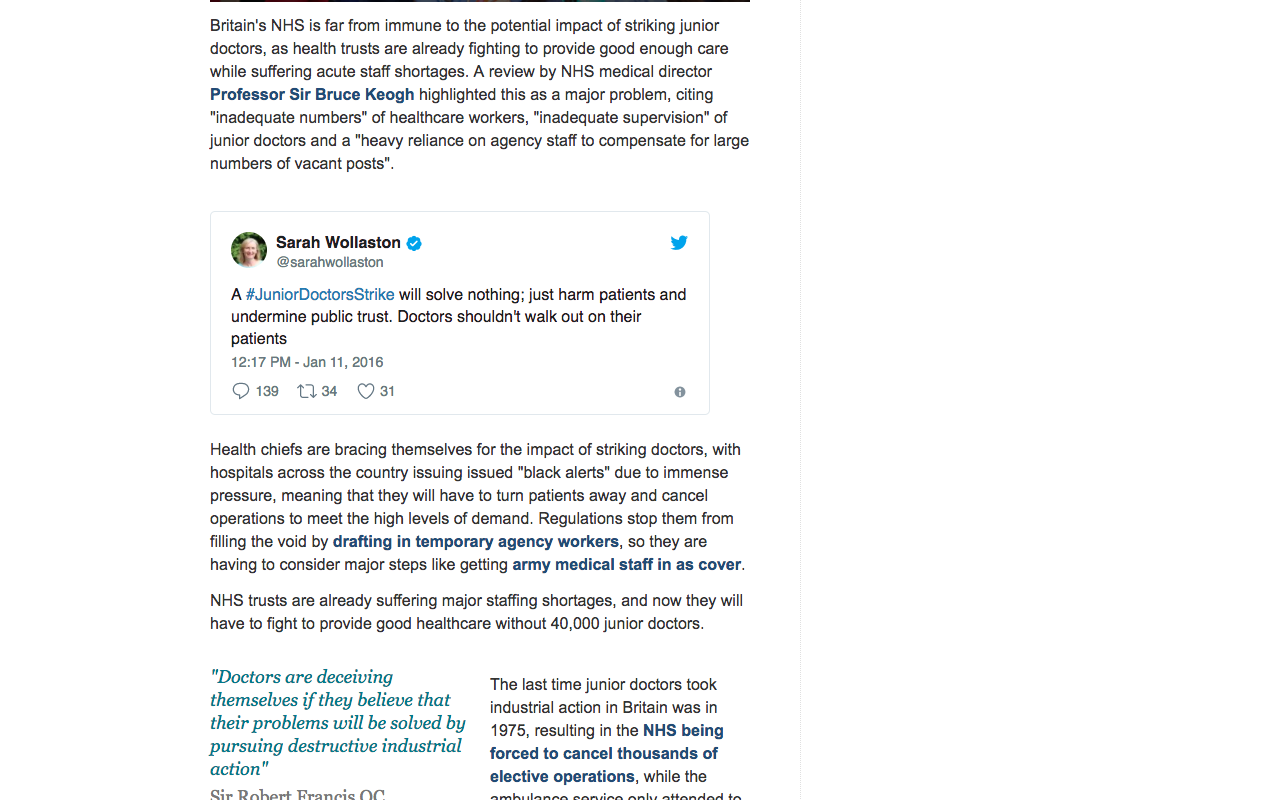 Britain's NHS is far from immune to the potential impact of striking junior
doctors, as health trusts are already fighting to provide good enough care
while suffering acute staff shortages. A review by NHS medical director
Professor Sir Bruce Keogh highlighted this as a major problem, citing
"inadequate numbers" of healthcare workers, "inadequate supervision" of
junior doctors and a "heavy reliance on agency staff to compensate for large
numbers of vacant posts".
Sarah Wollaston
@sarahwollaston
A #JuniorDoctorsStrike will solve nothing; just harm patients and
undermine public trust. Doctors shouldn't walk out on their
patients
12:17 PM - Jan 11, 2016
139 34 31
Health chiefs are bracing themselves for the impact of striking doctors, with
hospitals across the country issuing issued "black alerts" due to immense
pressure, meaning that they will have to turn patients away and cancel
operations to meet the high levels of demand. Regulations stop them from
filling the void by drafting in temporary agency workers, so they are
having to consider major steps like getting army medical staff in as cover.
NHS trusts are already suffering major staffing shortages, and now they will
have to fight to provide good healthcare without 40,000 junior doctors.
"Doctors are deceiving
themselves if they believe that
their problems will be solved by
pursuing destructive industrial
action"
Sir Robert Francis QC
The last time junior doctors took
industrial action in Britain was in
1975, resulting in the NHS being
forced to cancel thousands of
elective operations, while the
ambulance service only attended to